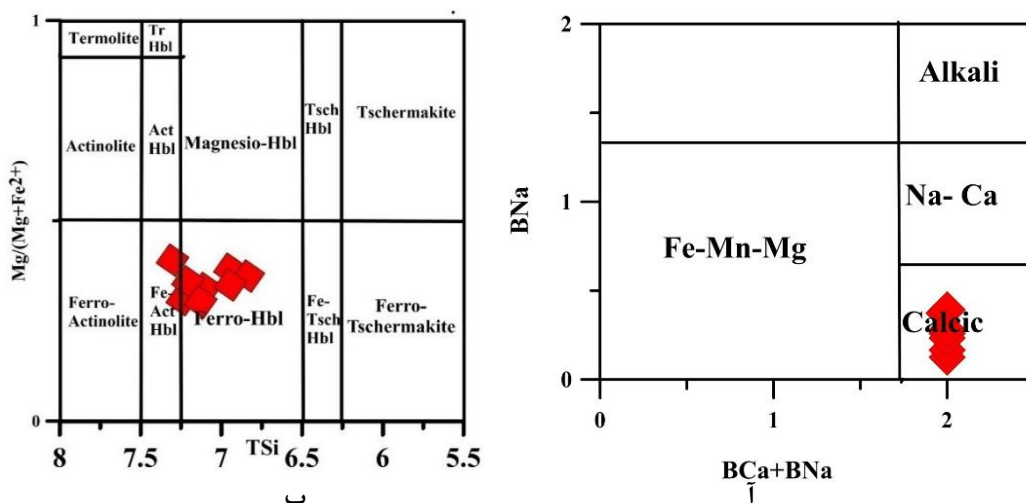 1
Mg/(Mg+Fe2+)
0
Termolite
Tr
Hbl
Actinolite
Act
Hbl
Magnesio-Hbl
Tsch
Hbl
Tschermakite
Ferro-
Actinolite
Fe-
Act
Hbl
Ferro-Hbl
Fe-
Tsch
Hbl
Ferro-
Tschermakite
8
7.5
7
6.5
6
5.5
TSi
ب
2
1
0
BNa
Alkali
Na- Ca
Fe-Mn-Mg
Calcic
0
1
2
BCa+BNa
آ